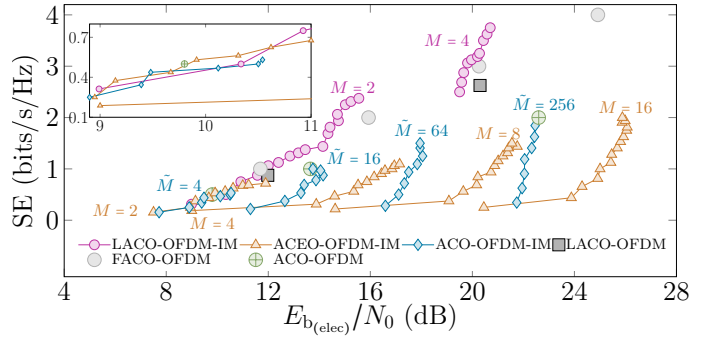 4
3
2
1
0
SE (bits/s/Hz)
0.7
0.4
0.1
9
10
11
M = 4
M = 2
M̃ = 4
M = 2
M = 4
M̃ = 16
M̃ = 64
M = 8
M̃ = 256
M = 16
LACO-OFDM-IM
ACEO-OFDM-IM
ACO-OFDM-IM
LACO-OFDM
FACO-OFDM
ACO-OFDM
4
8
12
16
20
24
28
E_b(elec)/N_0 (dB)